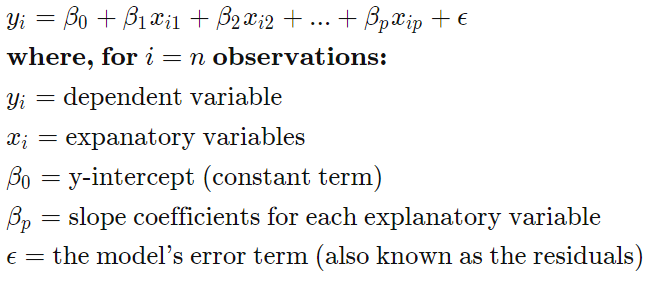 yᵢ = β₀ + β₁xᵢ₁ + β₂xᵢ₂ + ... + βₚxᵢₚ + ϵ
where, for i = n observations:
yᵢ = dependent variable
xᵢ = expanatory variables
β₀ = y-intercept (constant term)
βₚ = slope coefficients for each explanatory variable
ϵ = the model's error term (also known as the residuals)